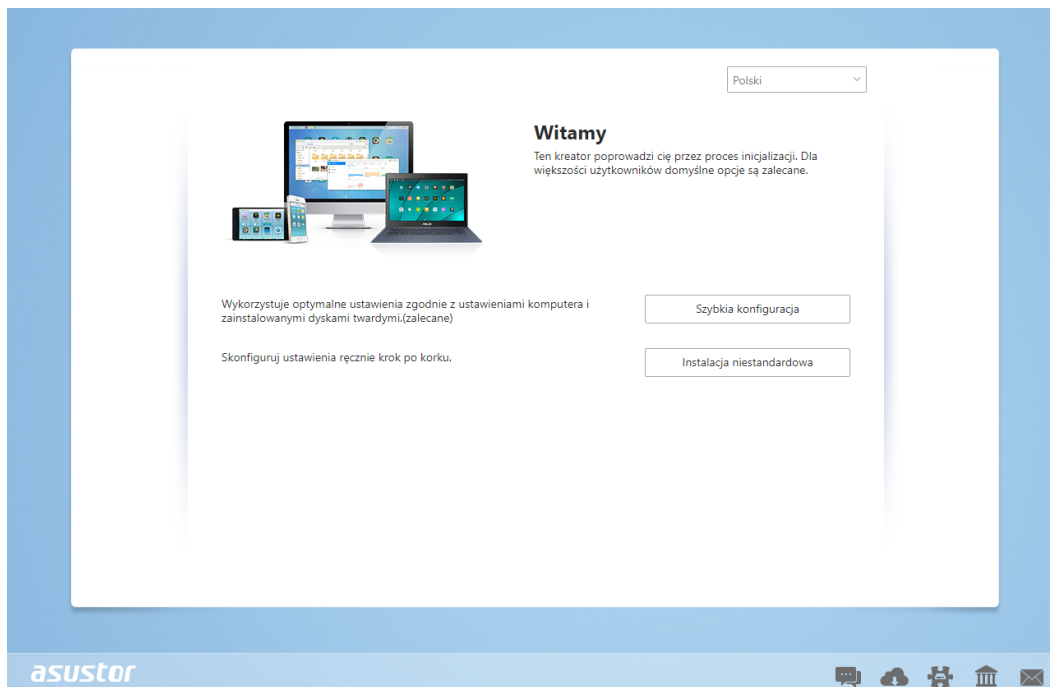 Polski
Witamy
Ten kreator poprowadzi cię przez proces inicjalizacji. Dla
większości użytkowników domyślne opcje są zalecane.
Wykorzystuje optymalne ustawienia zgodnie z ustawieniami komputera i
zainstalowanymi dyskami twardymi.(zalecane)
Szybkia konfiguracja
Skonfiguruj ustawienia ręcznie krok po korku.
Instalacja niestandardowa
asustor